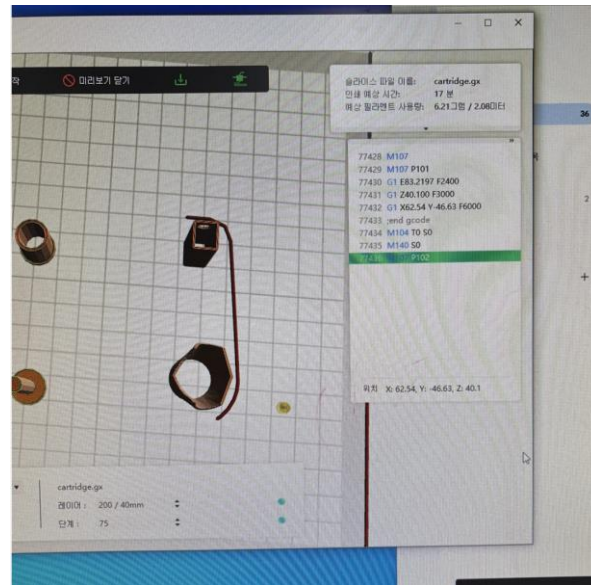 작
미리보기 닫기
슬라이스 파일 이름: cartridge.gx
인쇄 예상 시간: 17 분
예상 필라멘트 사용량: 6.21그램 / 2.08미터
36
77428 M107
77429 M107 P101
77430 G1 E83.2197 F2400
77431 G1 Z40.100 F3000
77432 G1 X62.54 Y-46.63 F6000
77433 ;end gcode
77434 M104 T0 S0
77435 M140 S0
P102
2
위치 X: 62.54, Y: -46.63, Z: 40.1
cartridge.gx
레이어 : 200 / 40mm
단계 : 75